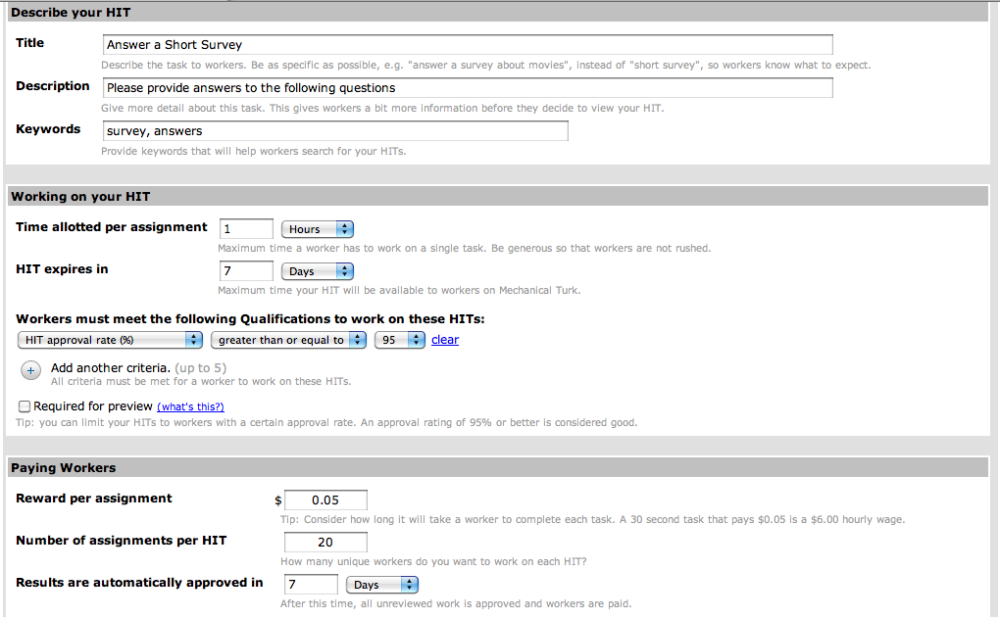 Describe your HIT
Title Answer a Short Survey
Describe the task to workers. Be as specific as possible, e.g. "answer a survey about movies", instead of "short survey", so workers know what to expect.
Description Please provide answers to the following questions
Give more detail about this task. This gives workers a bit more information before they decide to view your HIT.
Keywords survey, answers
Provide keywords that will help workers search for your HITs.
Working on your HIT
Time allotted per assignment 1 Hours
Maximum time a worker has to work on a single task. Be generous so that workers are not rushed.
HIT expires in 7 Days
Maximum time your HIT will be available to workers on Mechanical Turk.
Workers must meet the following Qualifications to work on these HITs:
HIT approval rate (%) greater than or equal to 95 clear
+ Add another criteria. (up to 5)
All criteria must be met for a worker to work on these HITs.
Required for preview (what's this?)
Tip: you can limit your HITs to workers with a certain approval rate. An approval rating of 95% or better is considered good.
Paying Workers
Reward per assignment $ 0.05
Tip: Consider how long it will take a worker to complete each task. A 30 second task that pays $0.05 is a $6.00 hourly wage.
Number of assignments per HIT 20
How many unique workers do you want to work on each HIT?
Results are automatically approved in 7 Days
After this time, all unreviewed work is approved and workers are paid.